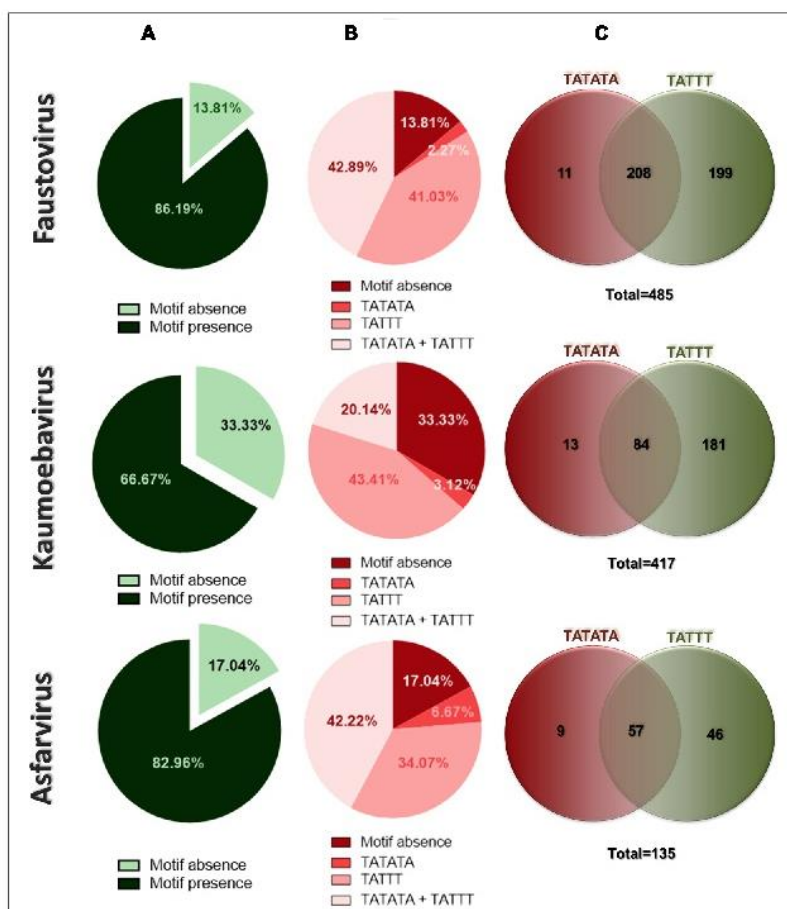 A B C
Faustovirus
13.81%
86.19%
Motif absence
Motif presence
13.81%
2.27%
42.89%
41.03%
Motif absence
TATATA
TATTT
TATATA + TATTT
TATATA TATTT
11 208 199
Total=485
Kaumoebavirus
33.33%
66.67%
Motif absence
Motif presence
20.14%
33.33%
3.12%
43.41%
Motif absence
TATATA
TATTT
TATATA + TATTT
TATATA TATTT
13 84 181
Total=417
Asfarvirus
17.04%
82.96%
Motif absence
Motif presence
17.04%
6.67%
42.22%
34.07%
Motif absence
TATATA
TATTT
TATATA + TATTT
TATATA TATTT
9 57 46
Total=135